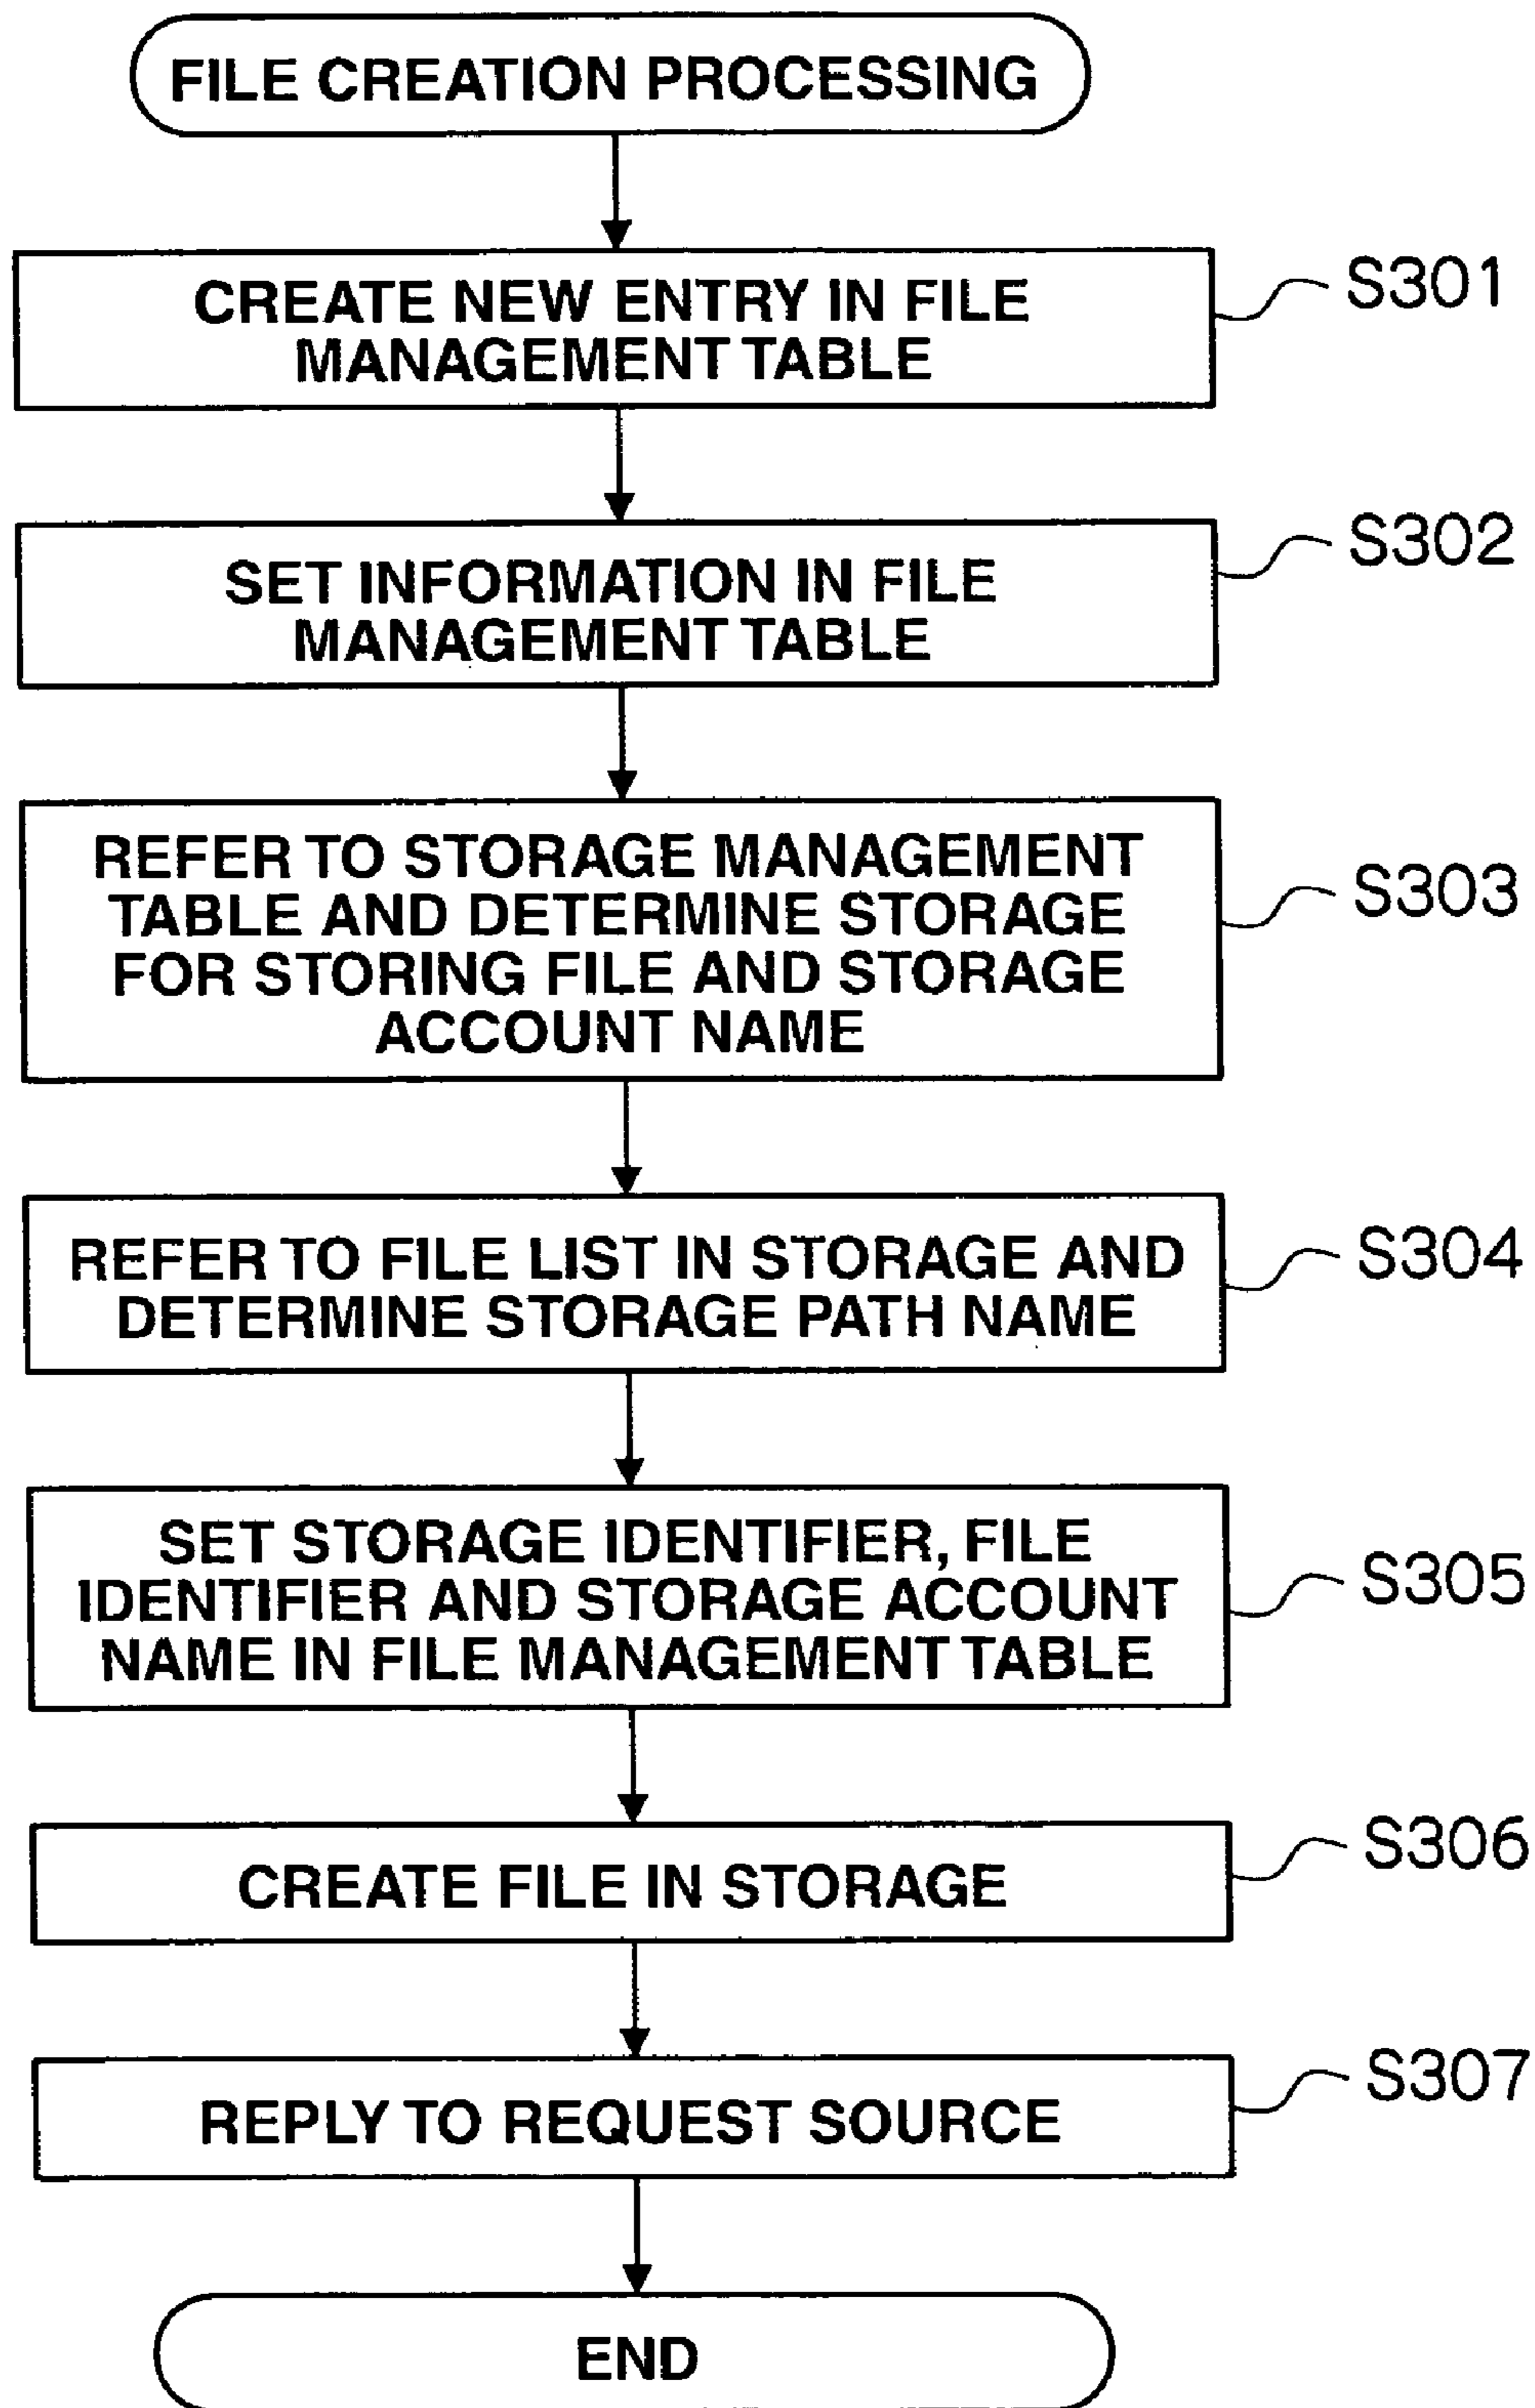 FILE CREATION PROCESSING
CREATE NEW ENTRY IN FILE
MANAGEMENT TABLE
S301
SET INFORMATION IN FILE
MANAGEMENT TABLE
S302
REFER TO STORAGE MANAGEMENT
TABLE AND DETERMINE STORAGE
FOR STORING FILE AND STORAGE
ACCOUNT NAME
S303
REFER TO FILE LIST IN STORAGE AND
DETERMINE STORAGE PATH NAME
S304
SET STORAGE IDENTIFIER, FILE
IDENTIFIER AND STORAGE ACCOUNT
NAME IN FILE MANAGEMENT TABLE
S305
CREATE FILE IN STORAGE
S306
REPLY TO REQUEST SOURCE
S307
END